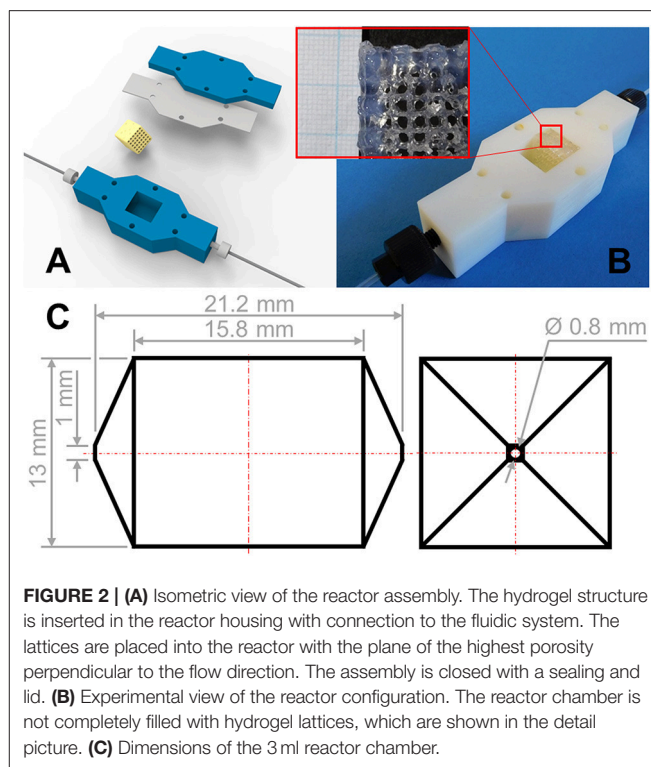 A
B
C
21.2 mm
15.8 mm
Ø 0.8 mm
1 mm
13 mm
FIGURE 2 | (A) Isometric view of the reactor assembly. The hydrogel structure
is inserted in the reactor housing with connection to the fluidic system. The
lattices are placed into the reactor with the plane of the highest porosity
perpendicular to the flow direction. The assembly is closed with a sealing and
lid. (B) Experimental view of the reactor configuration. The reactor chamber is
not completely filled with hydrogel lattices, which are shown in the detail
picture. (C) Dimensions of the 3 ml reactor chamber.